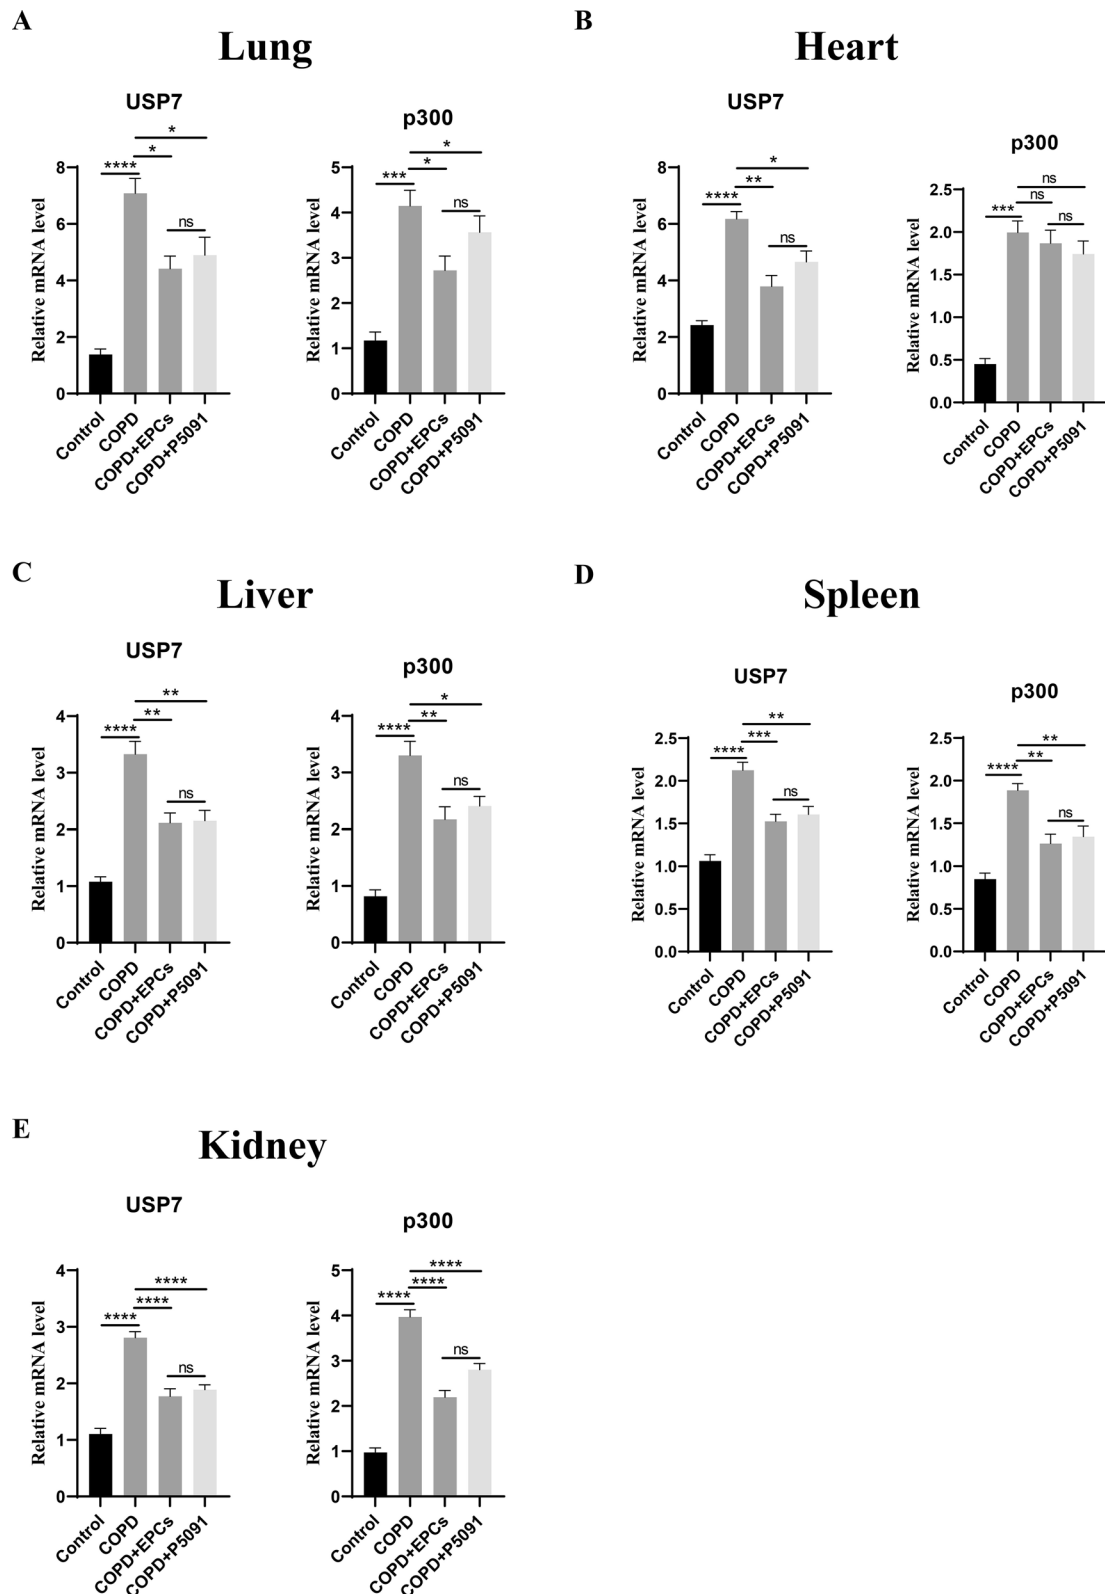 A
Lung
USP7
Relative mRNA level
8
6
4
2
0
****
*
*
ns
Control
COPD
COPD+EPCs
COPD+P5091
p300
Relative mRNA level
5
4
3
2
1
0
***
*
*
ns
Control
COPD
COPD+EPCs
COPD+P5091
B
Heart
USP7
Relative mRNA level
8
6
4
2
0
****
**
*
ns
Control
COPD
COPD+EPCs
COPD+P5091
p300
Relative mRNA level
2.5
2.0
1.5
1.0
0.5
0.0
***
ns
ns
ns
Control
COPD
COPD+EPCs
COPD+P5091
C
Liver
USP7
Relative mRNA level
4
3
2
1
0
****
**
**
ns
Control
COPD
COPD+EPCs
COPD+P5091
p300
Relative mRNA level
4
3
2
1
0
****
**
*
ns
Control
COPD
COPD+EPCs
COPD+P5091
D
Spleen
USP7
Relative mRNA level
2.5
2.0
1.5
1.0
0.5
0.0
****
***
**
ns
Control
COPD
COPD+EPCs
COPD+P5091
p300
Relative mRNA level
2.5
2.0
1.5
1.0
0.5
0.0
****
**
**
ns
Control
COPD
COPD+EPCs
COPD+P5091
E
Kidney
USP7
Relative mRNA level
4
3
2
1
0
****
****
****
ns
Control
COPD
COPD+EPCs
COPD+P5091
p300
Relative mRNA level
5
4
3
2
1
0
****
****
****
ns
Control
COPD
COPD+EPCs
COPD+P5091